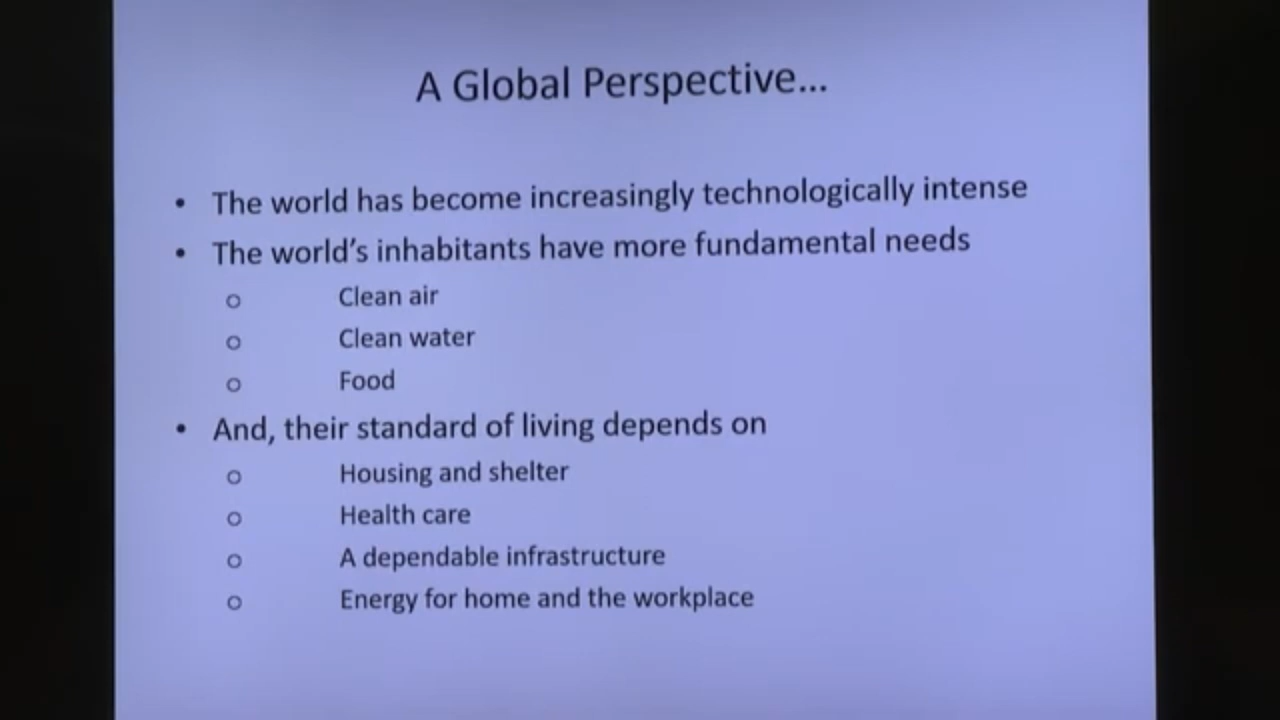 A Global Perspective...
• The world has become increasingly technologically intense
• The world's inhabitants have more fundamental needs
o Clean air
o Clean water
o Food
• And, their standard of living depends on
o Housing and shelter
o Health care
o A dependable infrastructure
o Energy for home and the workplace